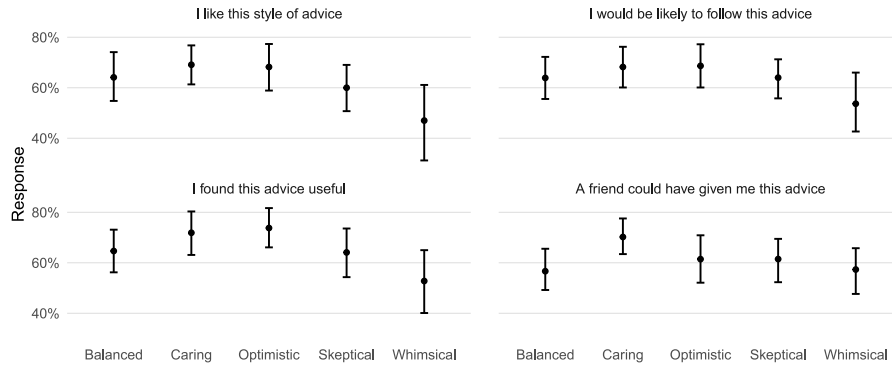 I like this style of advice
I would be likely to follow this advice
80%
60%
40%
Response
I found this advice useful
A friend could have given me this advice
80%
60%
40%
Balanced Caring Optimistic Skeptical Whimsical
Balanced Caring Optimistic Skeptical Whimsical